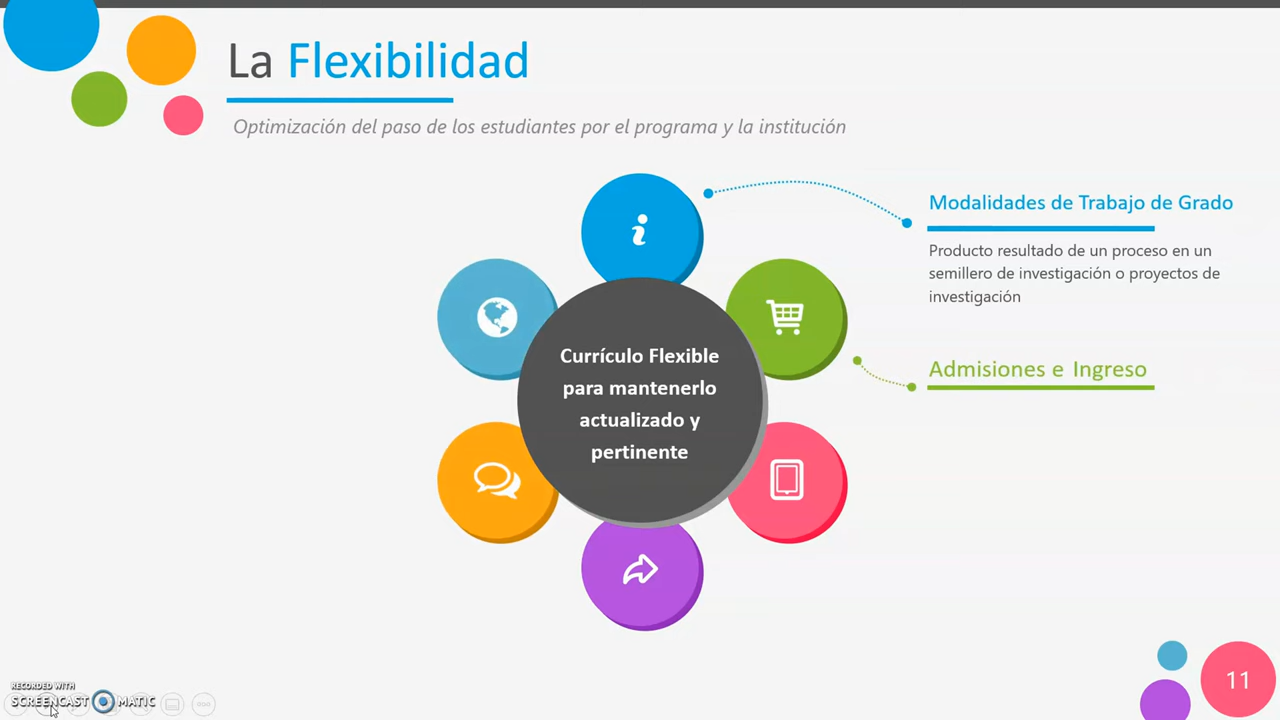 La Flexibilidad
Optimización del paso de los estudiantes por el programa y la institución
Modalidades de Trabajo de Grado
Producto resultado de un proceso en un
semillero de investigación o proyectos de
investigación
Admisiones e Ingreso
Currículo Flexible
para mantenerlo
actualizado y
pertinente
RECORDED WITH
SCREENCAST MATIC
11